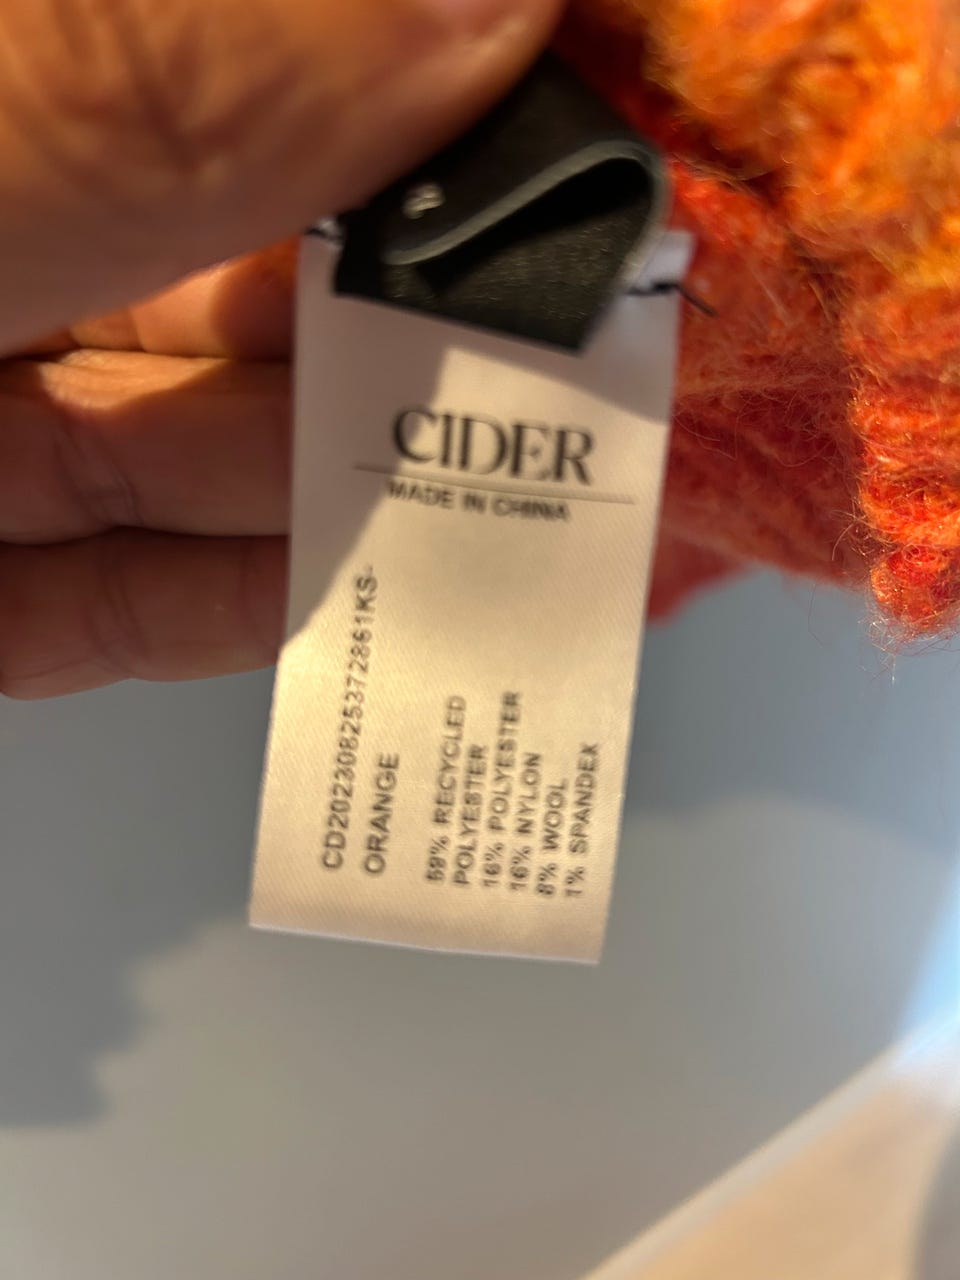 CIDER
MADE IN CHINA
CD20230825372861KS-
ORANGE
59% RECYCLED
POLYESTER
16% POLYESTER
16% NYLON
8% WOOL
1% SPANDEX